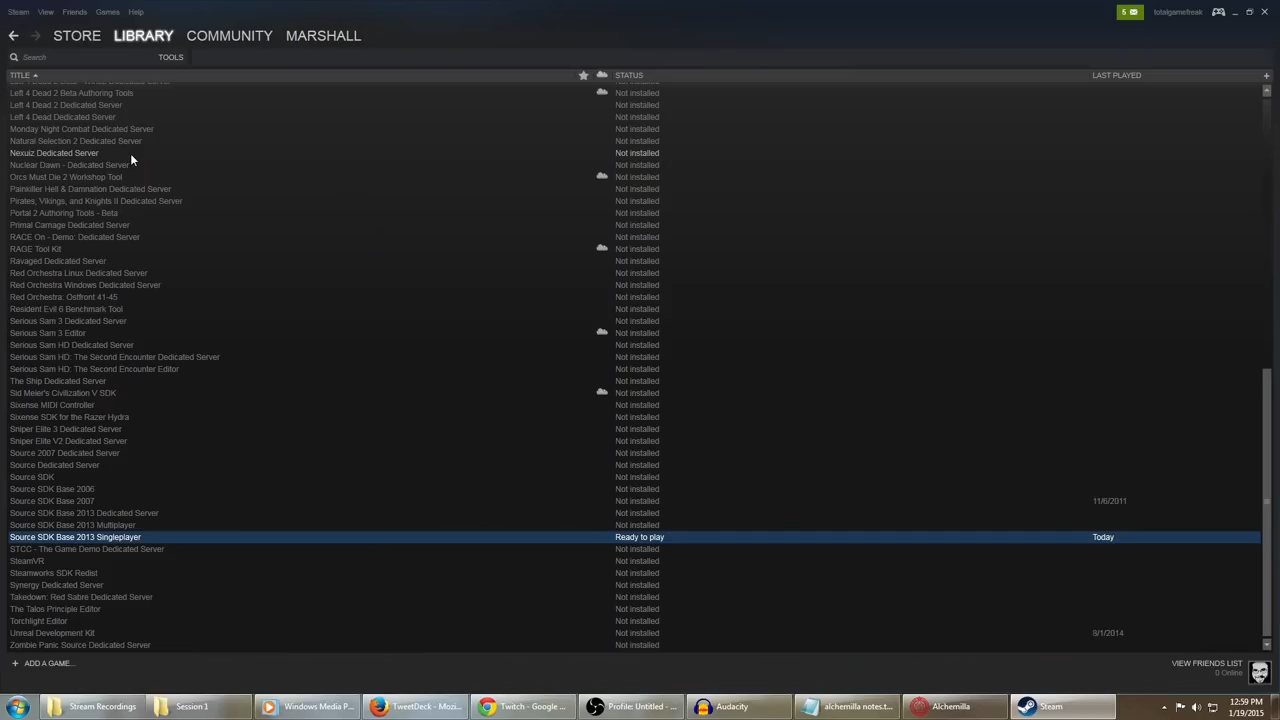 Steam View Friends Games Help
5 totalgamefreak
STORE LIBRARY COMMUNITY MARSHALL
Search TOOLS
TITLE STATUS LAST PLAYED
Left 4 Dead 2 Beta Authoring Tools Not installed
Left 4 Dead 2 Dedicated Server Not installed
Left 4 Dead Dedicated Server Not installed
Monday Night Combat Dedicated Server Not installed
Natural Selection 2 Dedicated Server Not installed
Nexuiz Dedicated Server Not installed
Nuclear Dawn - Dedicated Server Not installed
Orcs Must Die 2 Workshop Tool Not installed
Painkiller Hell & Damnation Dedicated Server Not installed
Pirates, Vikings, and Knights II Dedicated Server Not installed
Portal 2 Authoring Tools - Beta Not installed
Primal Carnage Dedicated Server Not installed
RACE On - Demo: Dedicated Server Not installed
RAGE Tool Kit Not installed
Ravaged Dedicated Server Not installed
Red Orchestra Linux Dedicated Server Not installed
Red Orchestra Windows Dedicated Server Not installed
Red Orchestra: Ostfront 41-45 Not installed
Resident Evil 6 Benchmark Tool Not installed
Serious Sam 3 Dedicated Server Not installed
Serious Sam 3 Editor Not installed
Serious Sam HD Dedicated Server Not installed
Serious Sam HD: The Second Encounter Dedicated Server Not installed
Serious Sam HD: The Second Encounter Editor Not installed
The Ship Dedicated Server Not installed
Sid Meier's Civilization V SDK Not installed
Sixense MIDI Controller Not installed
Sixense SDK for the Razer Hydra Not installed
Sniper Elite 3 Dedicated Server Not installed
Sniper Elite V2 Dedicated Server Not installed
Source 2007 Dedicated Server Not installed
Source Dedicated Server Not installed
Source SDK Not installed
Source SDK Base 2006 Not installed
Source SDK Base 2007 Not installed 11/6/2011
Source SDK Base 2013 Dedicated Server Not installed
Source SDK Base 2013 Multiplayer Not installed
Source SDK Base 2013 Singleplayer Ready to play Today
STCC - The Game Demo Dedicated Server Not installed
SteamVR Not installed
Steamworks SDK Redist Not installed
Synergy Dedicated Server Not installed
Takedown: Red Sabre Dedicated Server Not installed
The Talos Principle Editor Not installed
Torchlight Editor Not installed
Unreal Development Kit Not installed 8/1/2014
Zombie Panic Source Dedicated Server Not installed
+ ADD A GAME... VIEW FRIENDS LIST
0 Online
Stream Recordings Session 1 Windows Media P... TweetDeck - Mozi... Twitch - Google ... Profile: Untitled - ... Audacity alchemilla notes.t... Alchemilla Steam 12:59 PM
1/19/2015